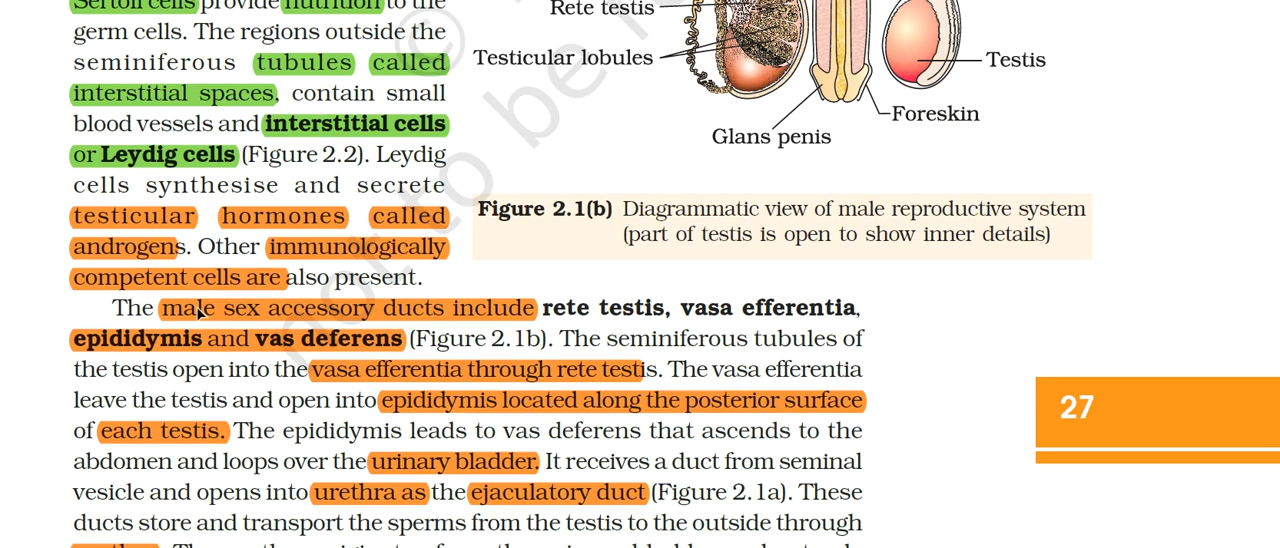 Sertoli cells provide nutrition to the
germ cells. The regions outside the
seminiferous tubules called
interstitial spaces, contain small
blood vessels and interstitial cells
or Leydig cells (Figure 2.2). Leydig
cells synthesise and secrete
testicular hormones called
androgens. Other immunologically
competent cells are also present.
Rete testis
Testicular lobules
Testis
Foreskin
Glans penis
Figure 2.1(b) Diagrammatic view of male reproductive system
(part of testis is open to show inner details)
The male sex accessory ducts include rete testis, vasa efferentia,
epididymis and vas deferens (Figure 2.1b). The seminiferous tubules of
the testis open into the vasa efferentia through rete testis. The vasa efferentia
leave the testis and open into epididymis located along the posterior surface
of each testis. The epididymis leads to vas deferens that ascends to the
abdomen and loops over the urinary bladder. It receives a duct from seminal
vesicle and opens into urethra as the ejaculatory duct (Figure 2.1a). These
ducts store and transport the sperms from the testis to the outside through
27
© not to be r